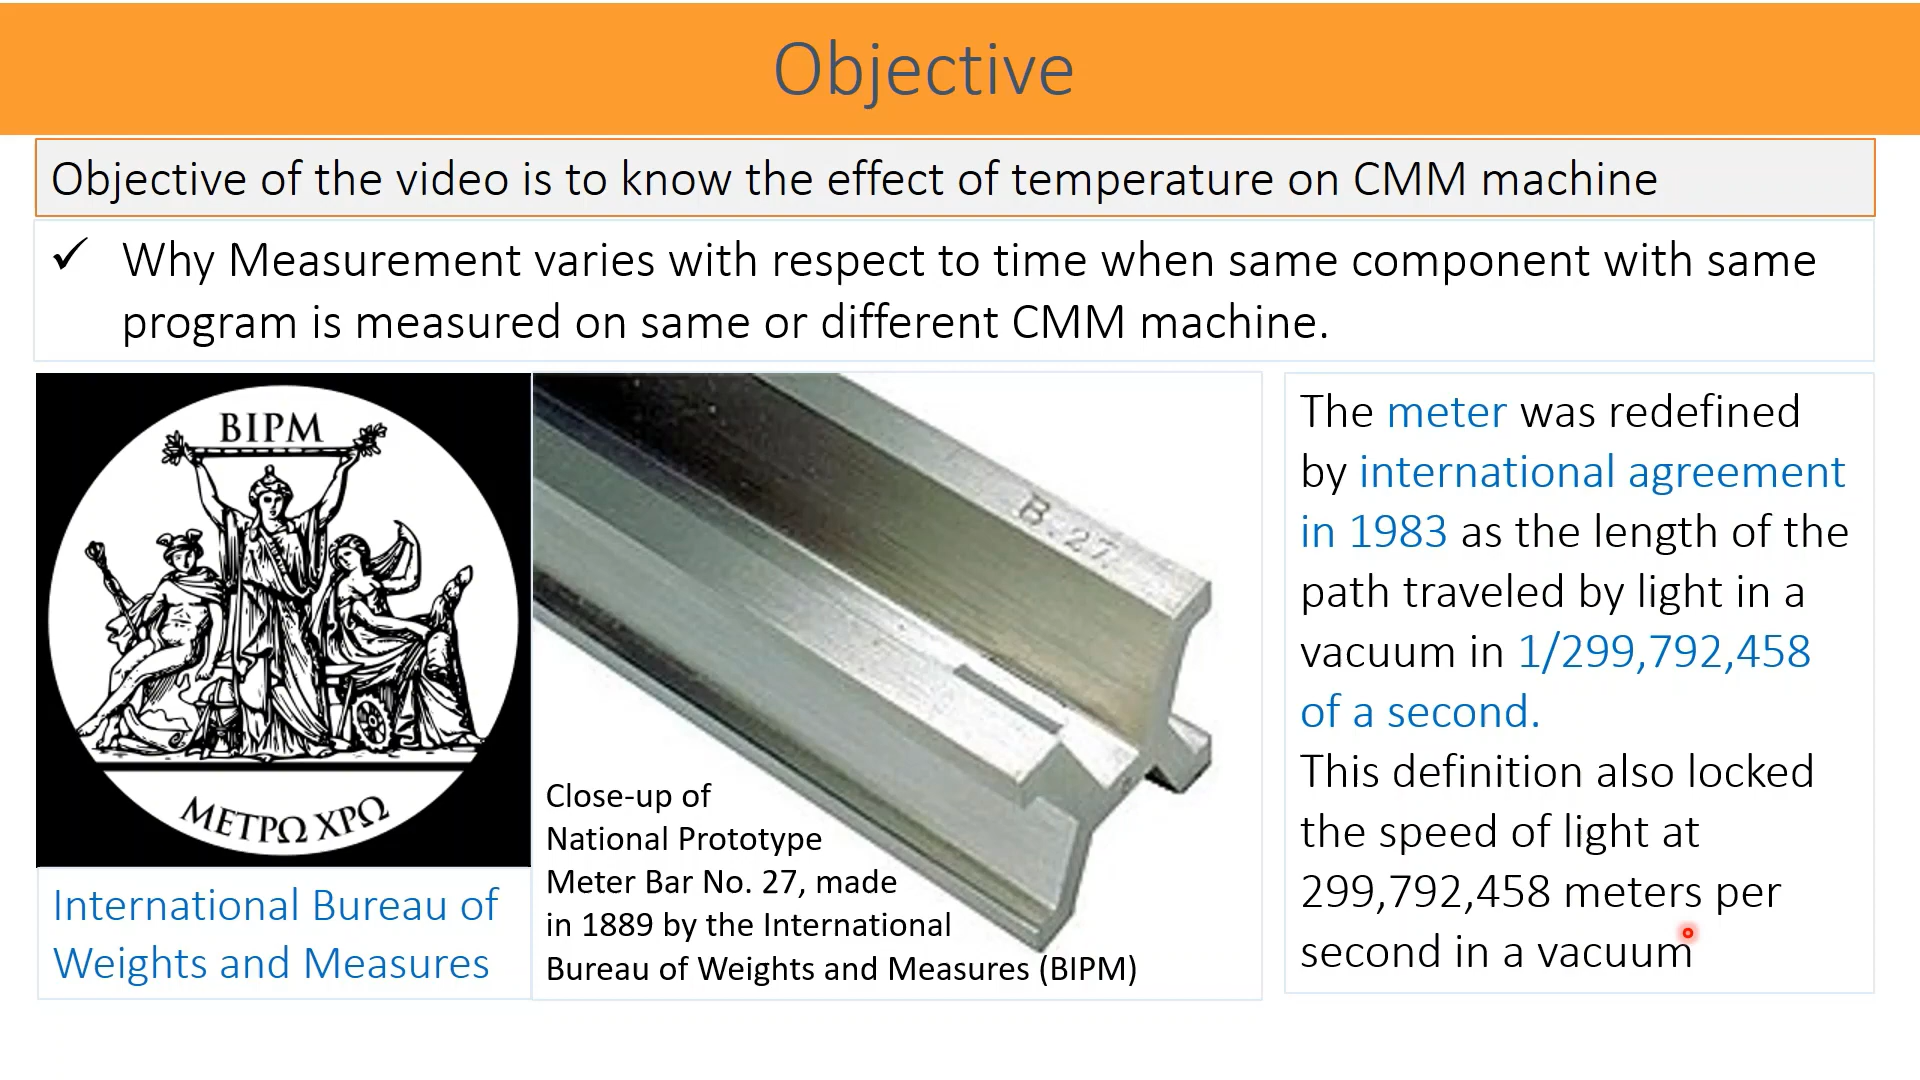 Objective
Objective of the video is to know the effect of temperature on CMM machine
✓ Why Measurement varies with respect to time when same component with same
program is measured on same or different CMM machine.
BIPM
ΜΕΤΡΩ ΧΡΩ
International Bureau of
Weights and Measures
B.27
Close-up of
National Prototype
Meter Bar No. 27, made
in 1889 by the International
Bureau of Weights and Measures (BIPM)
The meter was redefined
by international agreement
in 1983 as the length of the
path traveled by light in a
vacuum in 1/299,792,458
of a second.
This definition also locked
the speed of light at
299,792,458 meters per
second in a vacuum